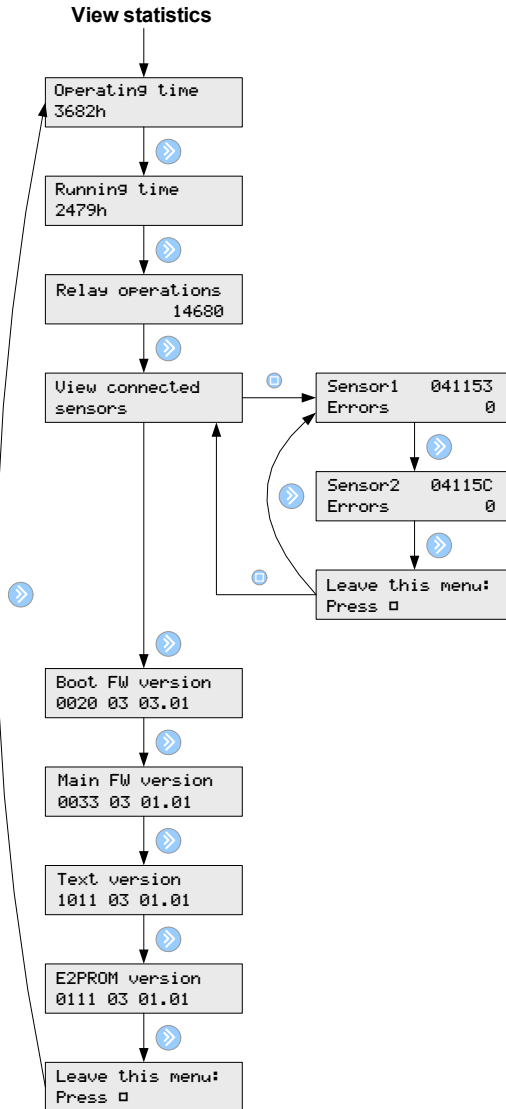 View statistics
Operating time
3682h
Running time
2479h
Relay operations
14680
View connected
sensors
Sensor1 041153
Errors 0
Sensor2 04115C
Errors 0
Leave this menu:
Press □
Boot FW version
0020 03 03.01
Main FW version
0033 03 01.01
Text version
1011 03 01.01
E2PROM version
0111 03 01.01
Leave this menu:
Press □